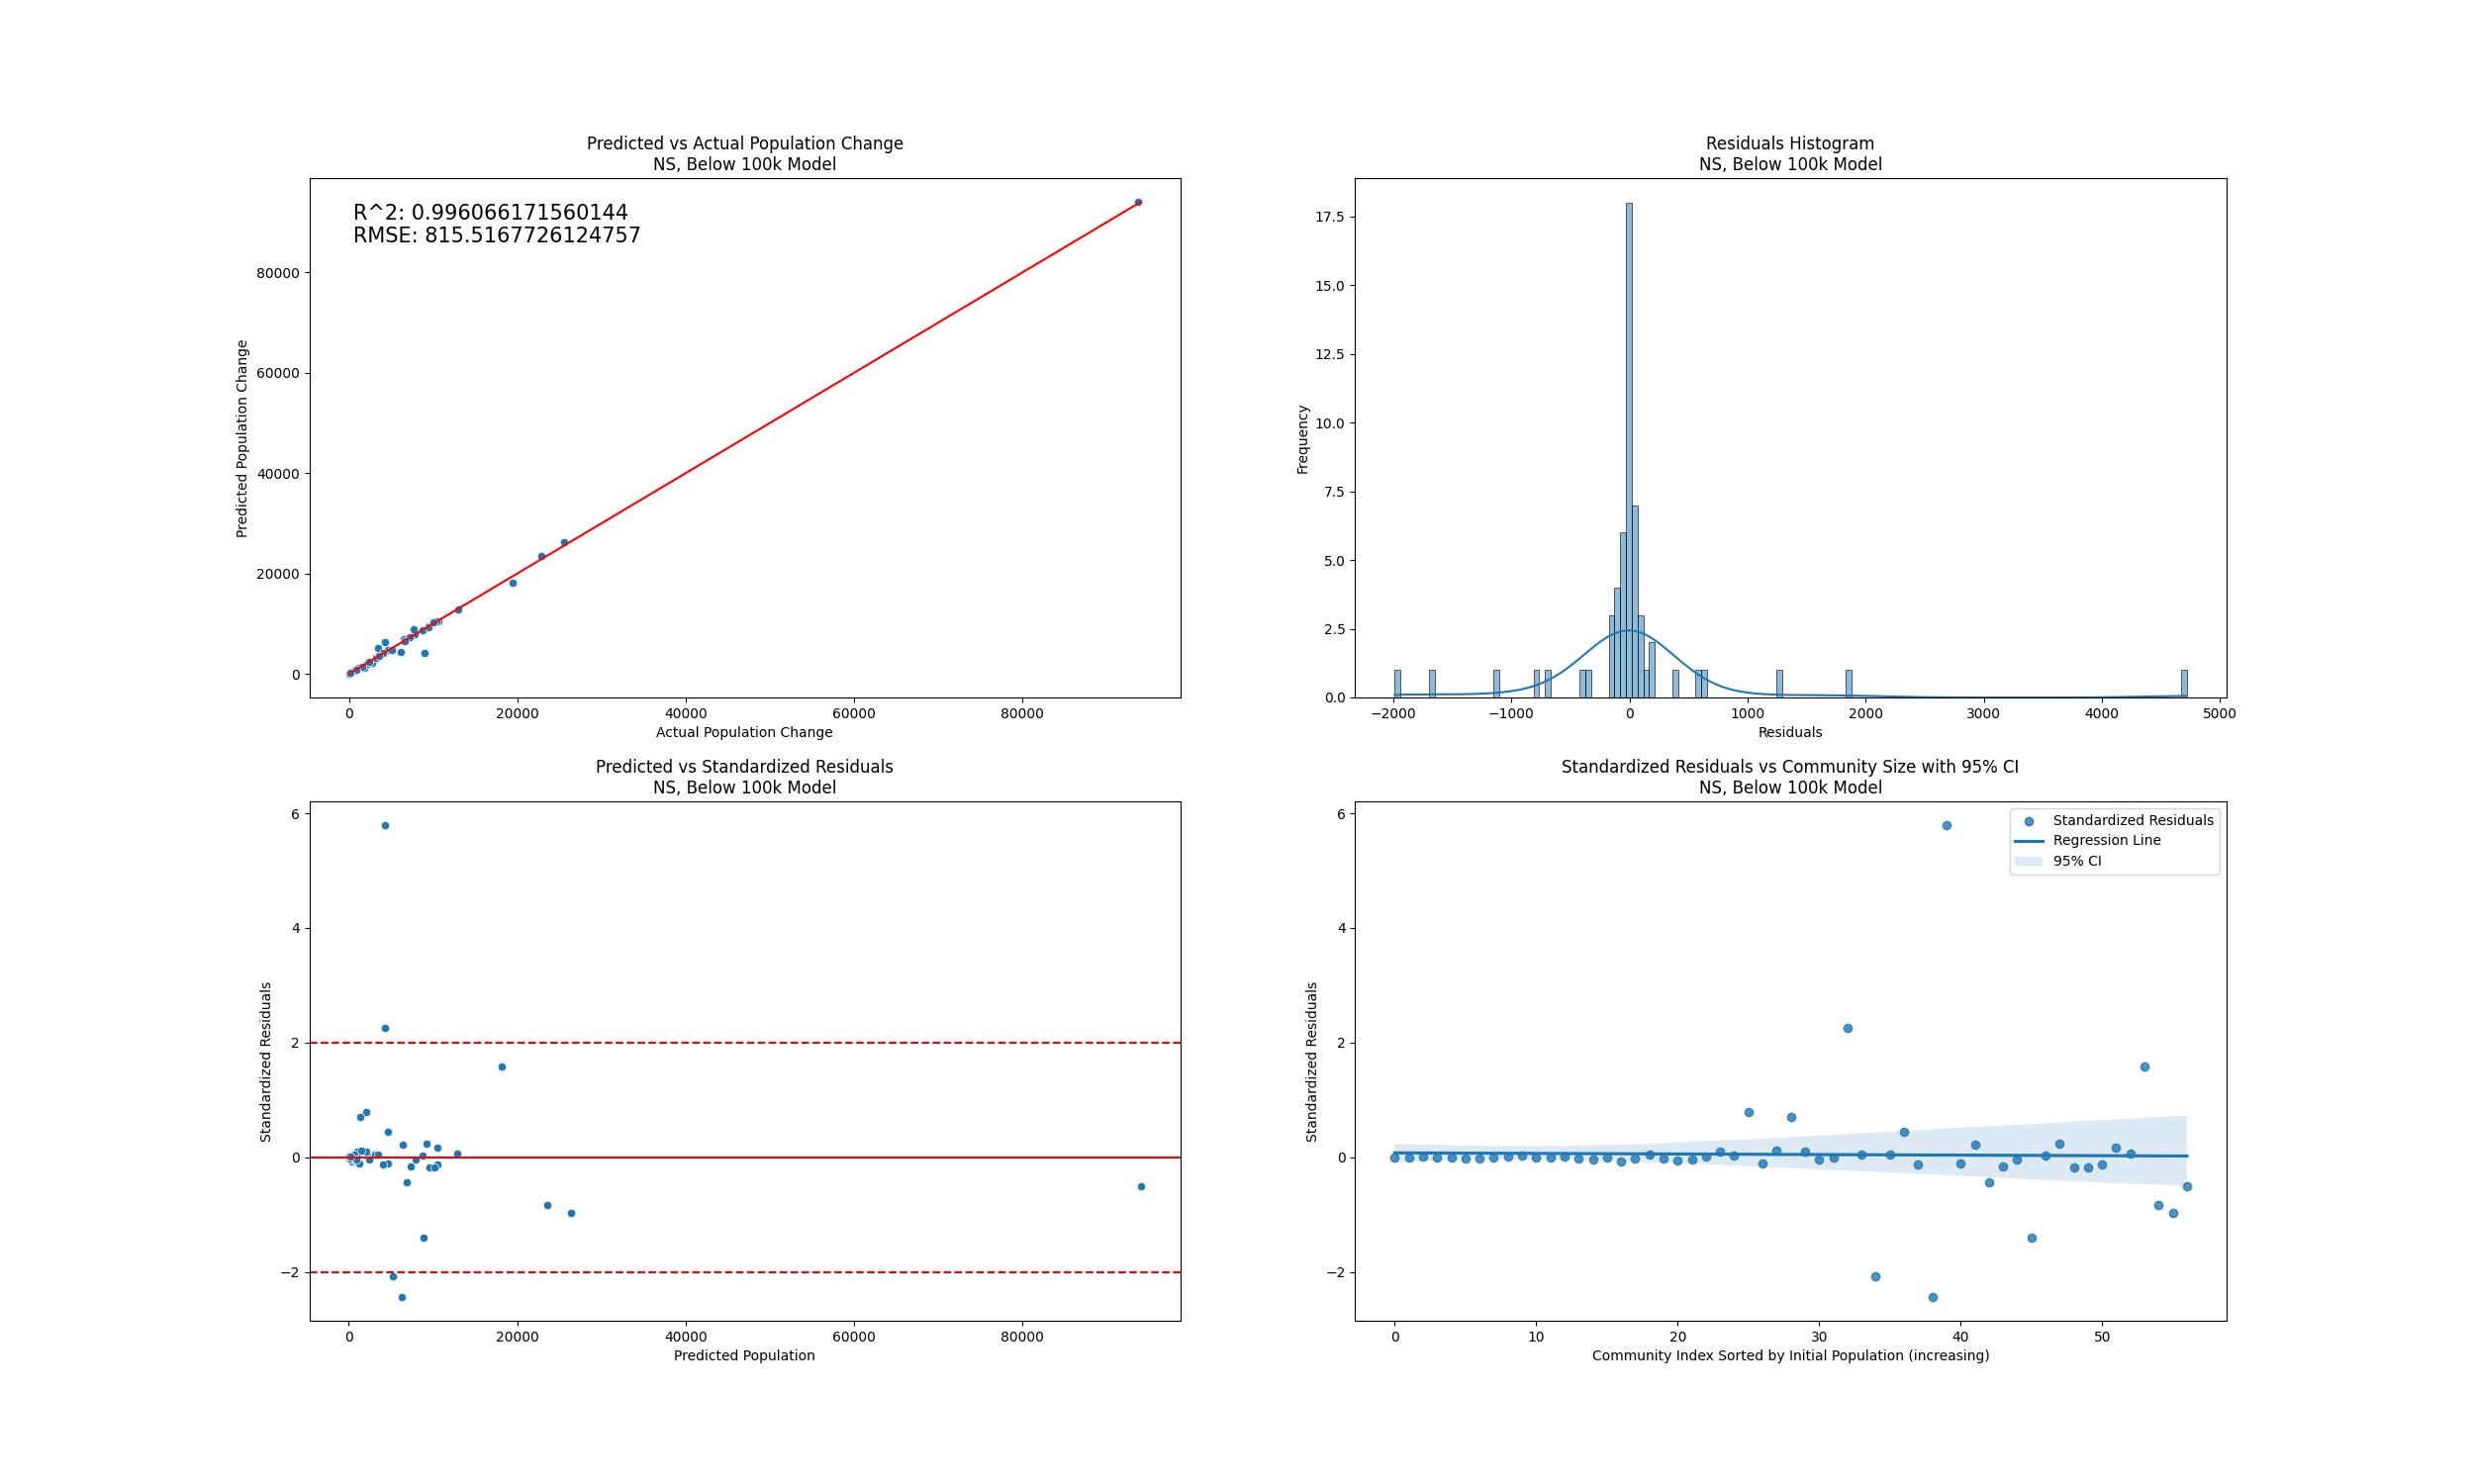 Predicted vs Actual Population Change
NS, Below 100k Model
R^2: 0.996066171560144
RMSE: 815.5167726124757
80000
60000
40000
20000
0
Predicted Population Change
0 20000 40000 60000 80000
Actual Population Change
Residuals Histogram
NS, Below 100k Model
17.5
15.0
12.5
10.0
7.5
5.0
2.5
0.0
Frequency
−2000 −1000 0 1000 2000 3000 4000 5000
Residuals
Predicted vs Standardized Residuals
NS, Below 100k Model
6
4
2
0
−2
Standardized Residuals
0 20000 40000 60000 80000
Predicted Population
Standardized Residuals vs Community Size with 95% CI
NS, Below 100k Model
Standardized Residuals
Regression Line
95% CI
6
4
2
0
−2
Standardized Residuals
0 10 20 30 40 50
Community Index Sorted by Initial Population (increasing)